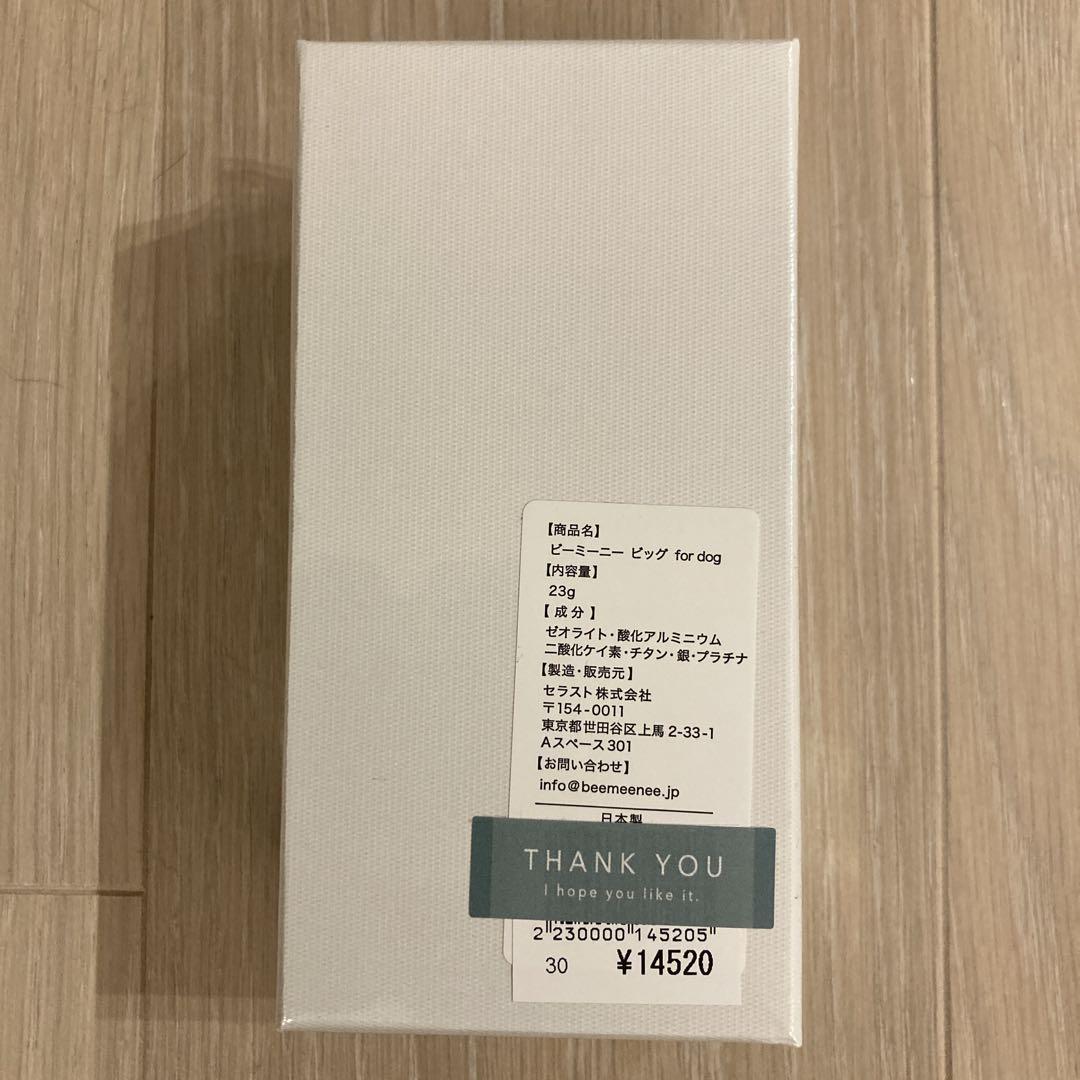 【商品名】
ビーミーニー ビッグ for dog
【内容量】
23g
【成分】
ゼオライト・酸化アルミニウム
二酸化ケイ素・チタン・銀・プラチナ
【製造・販売元】
セラスト株式会社
〒154-0011
東京都世田谷区上馬2-33-1
Aスペース301
【お問い合わせ】
info@beemeenee.jp
日本製
THANK YOU
I hope you like it.
2 230000 145205
30 ¥14520